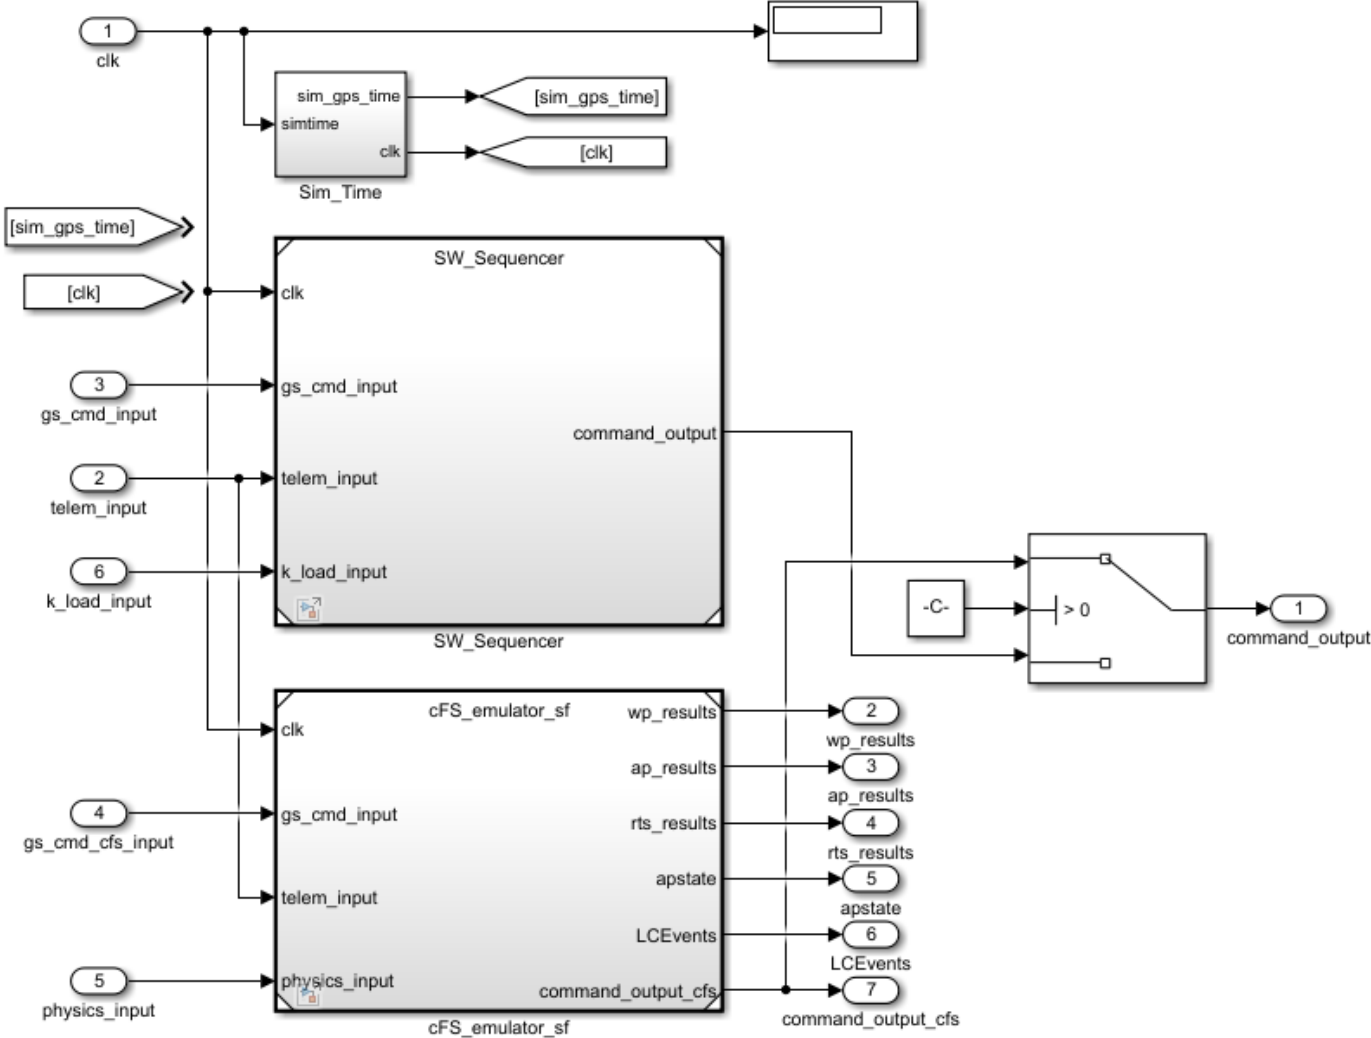 1
clk
sim_gps_time
simtime
clk
Sim_Time
[sim_gps_time]
[clk]
[sim_gps_time]
[clk]
3
gs_cmd_input
2
telem_input
6
k_load_input
SW_Sequencer
clk
gs_cmd_input
telem_input
k_load_input
command_output
SW_Sequencer
-C-
> 0
1
command_output
4
gs_cmd_cfs_input
5
physics_input
cFS_emulator_sf
clk
gs_cmd_input
telem_input
physics_input
wp_results
ap_results
rts_results
apstate
LCEvents
command_output_cfs
cFS_emulator_sf
2
wp_results
3
ap_results
4
rts_results
5
apstate
6
LCEvents
7
command_output_cfs